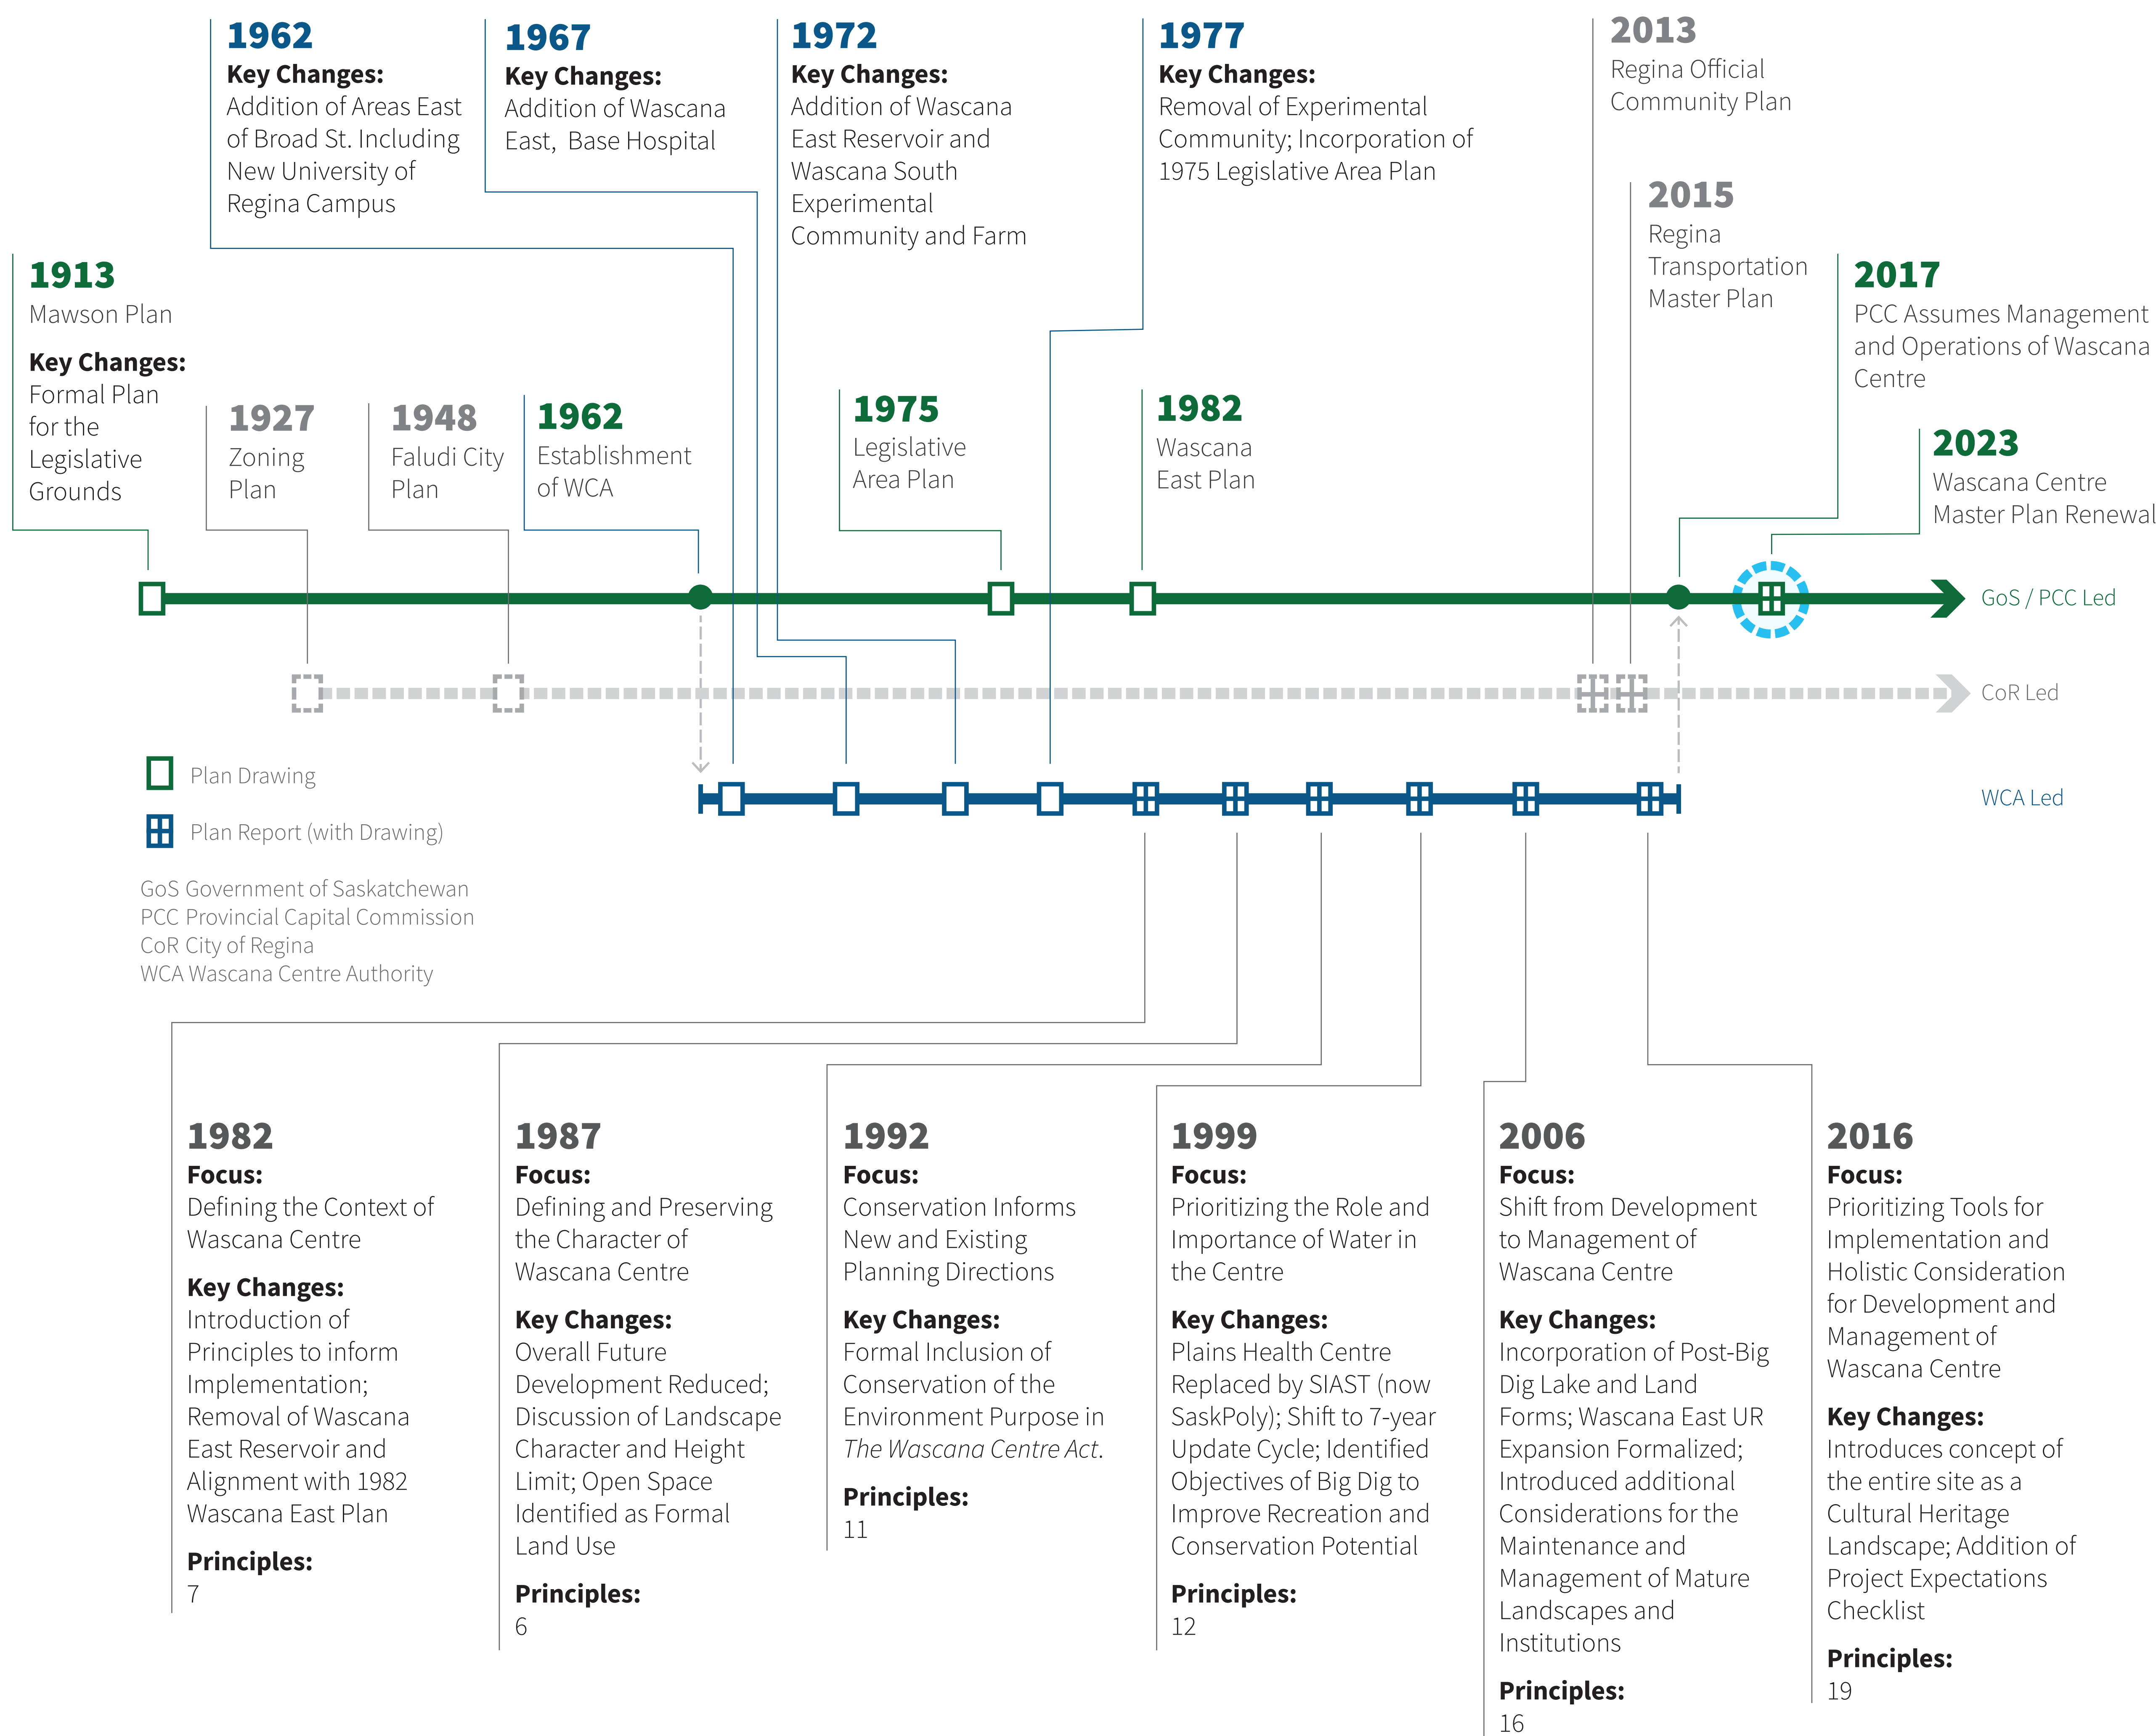 1962
Key Changes:
Addition of Areas East
of Broad St. Including
New University of
Regina Campus
1967
Key Changes:
Addition of Wascana
East,  Base Hospital
1972
Key Changes:
Addition of Wascana
East Reservoir and
Wascana South
Experimental
Community and Farm
1977
Key Changes:
Removal of Experimental
Community; Incorporation of
1975 Legislative Area Plan
2013
Regina Official
Community Plan
2015
Regina
Transportation
Master Plan
2017
PCC Assumes Management
and Operations of Wascana
Centre
2023
Wascana Centre
Master Plan Renewal
1913
Mawson Plan
Key Changes:
Formal Plan
for the
Legislative
Grounds
1927
Zoning
Plan
1948
Faludi City
Plan
1962
Establishment
of WCA
1975
Legislative
Area Plan
1982
Wascana
East Plan
GoS / PCC Led
CoR Led
WCA Led
Plan Drawing
Plan Report (with Drawing)
GoS Government of Saskatchewan
PCC Provincial Capital Commission
CoR City of Regina
WCA Wascana Centre Authority
1982
Focus:
Defining the Context of
Wascana Centre
Key Changes:
Introduction of
Principles to inform
Implementation;
Removal of Wascana
East Reservoir and
Alignment with 1982
Wascana East Plan
Principles:
7
1987
Focus:
Defining and Preserving
the Character of
Wascana Centre
Key Changes:
Overall Future
Development Reduced;
Discussion of Landscape
Character and Height
Limit; Open Space
Identified as Formal
Land Use
Principles:
6
1992
Focus:
Conservation Informs
New and Existing
Planning Directions
Key Changes:
Formal Inclusion of
Conservation of the
Environment Purpose in
The Wascana Centre Act.
Principles:
11
1999
Focus:
Prioritizing the Role and
Importance of Water in
the Centre
Key Changes:
Plains Health Centre
Replaced by SIAST (now
SaskPoly); Shift to 7-year
Update Cycle; Identified
Objectives of Big Dig to
Improve Recreation and
Conservation Potential
Principles:
12
2006
Focus:
Shift from Development
to Management of
Wascana Centre
Key Changes:
Incorporation of Post-Big
Dig Lake and Land
Forms; Wascana East UR
Expansion Formalized;
Introduced additional
Considerations for the
Maintenance and
Management of Mature
Landscapes and
Institutions
Principles:
16
2016
Focus:
Prioritizing Tools for
Implementation and
Holistic Consideration
for Development and
Management of
Wascana Centre
Key Changes:
Introduces concept of
the entire site as a
Cultural Heritage
Landscape; Addition of
Project Expectations
Checklist
Principles:
19